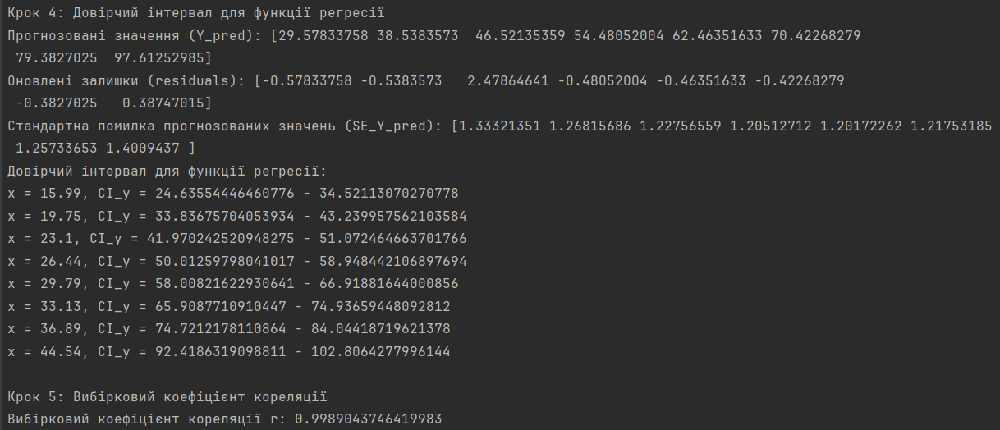 Крок 4: Довірчий інтервал для функції регресії
Прогнозовані значення (Y_pred): [29.57833758 38.5383573  46.52135359 54.48052004 62.46351633 70.42268279
 79.3827025  97.61252985]
Оновлені залишки (residuals): [-0.57833758 -0.5383573   2.47864641 -0.48052004 -0.46351633 -0.42268279
 -0.3827025   0.38747015]
Стандартна помилка прогнозованих значень (SE_Y_pred): [1.33321351 1.26815686 1.22756559 1.20512712 1.20172262 1.21753185
 1.25733653 1.4009437 ]
Довірчий інтервал для функції регресії:
x = 15.99, CI_y = 24.63554446460776 - 34.52113070270778
x = 19.75, CI_y = 33.83675704053934 - 43.239957562103584
x = 23.1, CI_y = 41.970242520948275 - 51.072464663701766
x = 26.44, CI_y = 50.01259798041017 - 58.948442106897694
x = 29.79, CI_y = 58.00821622930641 - 66.91881644000856
x = 33.13, CI_y = 65.9087710910447 - 74.93659448092812
x = 36.89, CI_y = 74.7212178110864 - 84.04418719621378
x = 44.54, CI_y = 92.4186319098811 - 102.8064277996144
Крок 5: Вибірковий коефіцієнт кореляції
Вибірковий коефіцієнт кореляції r: 0.9989043746419983